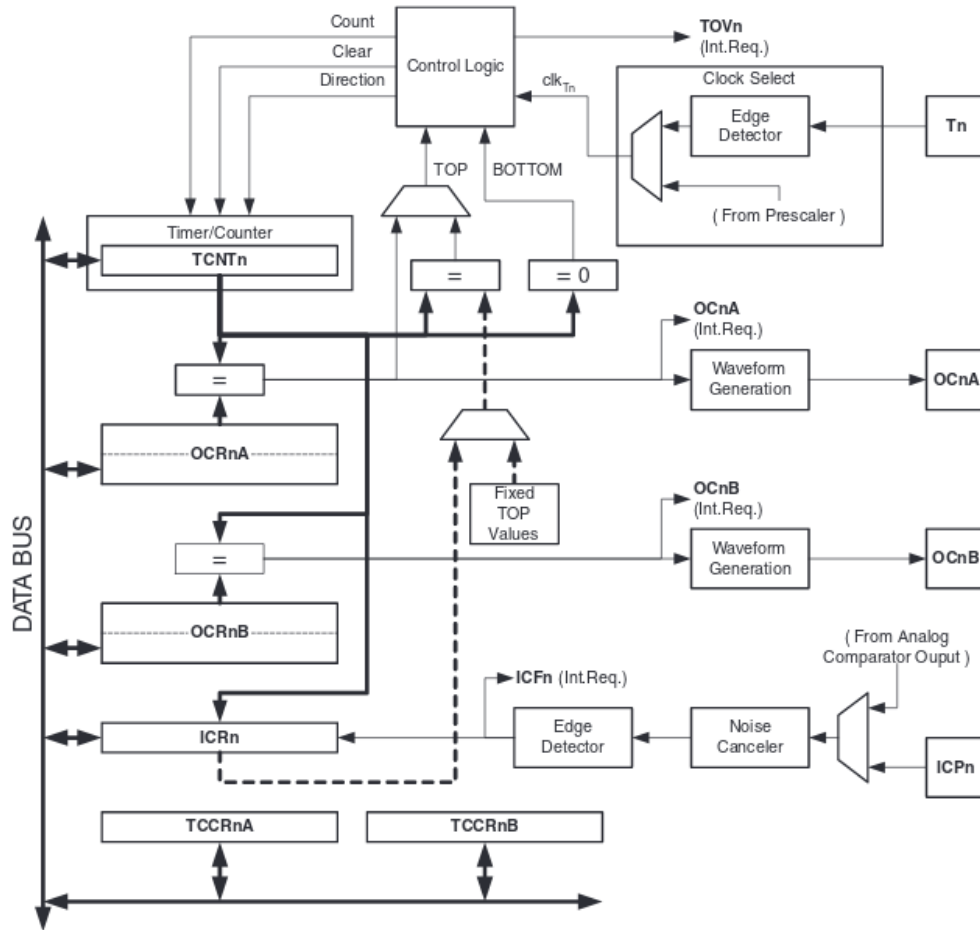 Count
Clear
Direction
Control Logic
TOVn
(Int.Req.)
clkTn
Clock Select
Edge
Detector
Tn
( From Prescaler )
TOP
BOTTOM
Timer/Counter
TCNTn
=
= 0
=
OCRnA
OCnA
(Int.Req.)
Waveform
Generation
OCnA
Fixed
TOP
Values
=
OCRnB
OCnB
(Int.Req.)
Waveform
Generation
OCnB
DATA BUS
( From Analog
Comparator Ouput )
ICFn (Int.Req.)
ICRn
Edge
Detector
Noise
Canceler
ICPn
TCCRnA
TCCRnB